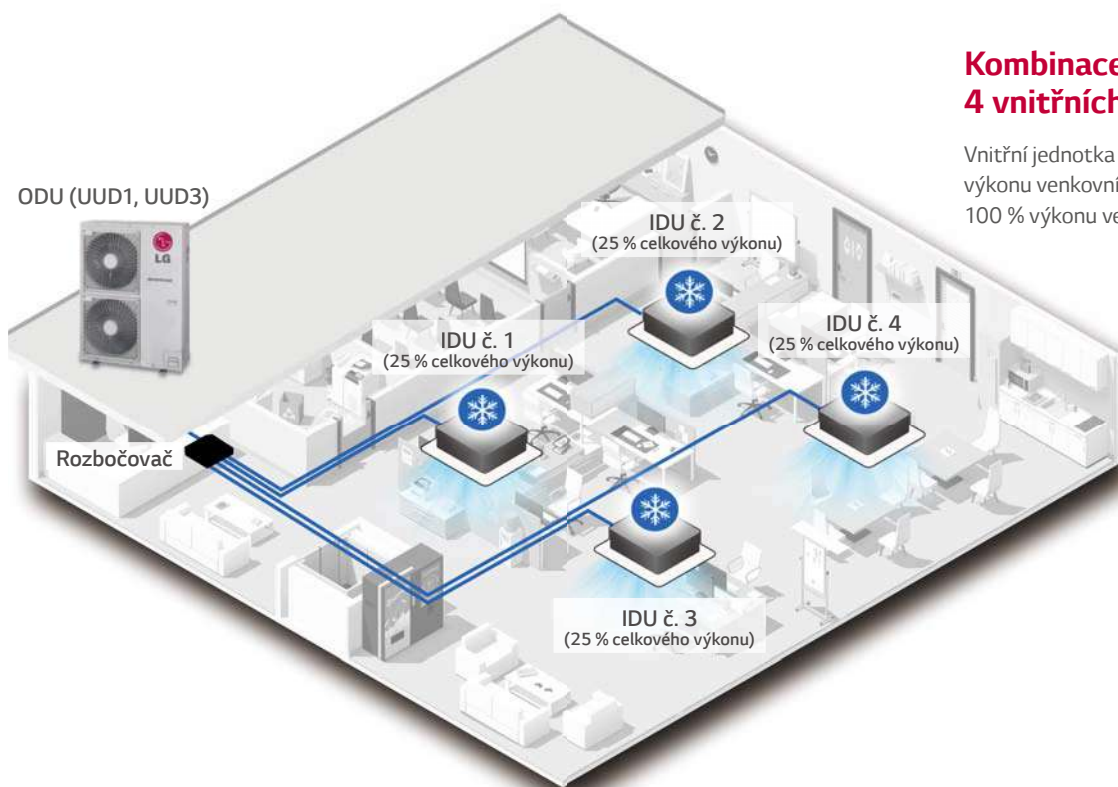 Kombinace
4 vnitřních
Vnitřní jednotka
výkonu venkovní
100 % výkonu ve
ODU (UUD1, UUD3)
LG
IDU č. 2
(25 % celkového výkonu)
IDU č. 1
(25 % celkového výkonu)
IDU č. 4
(25 % celkového výkonu)
Rozbočovač
IDU č. 3
(25 % celkového výkonu)